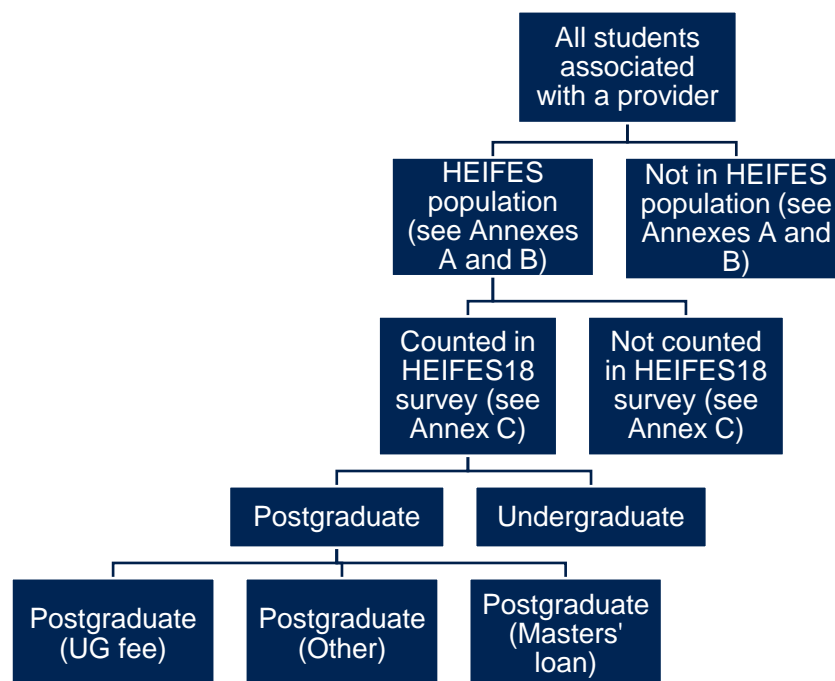 All students
associated
with a provider
HEIFES
population
(see Annexes
A and B)
Not in HEIFES
population (see
Annexes A and
B)
Counted in
HEIFES18
survey (see
Annex C)
Not counted
in HEIFES18
survey (see
Annex C)
Postgraduate
Undergraduate
Postgraduate
(UG fee)
Postgraduate
(Other)
Postgraduate
(Masters'
loan)